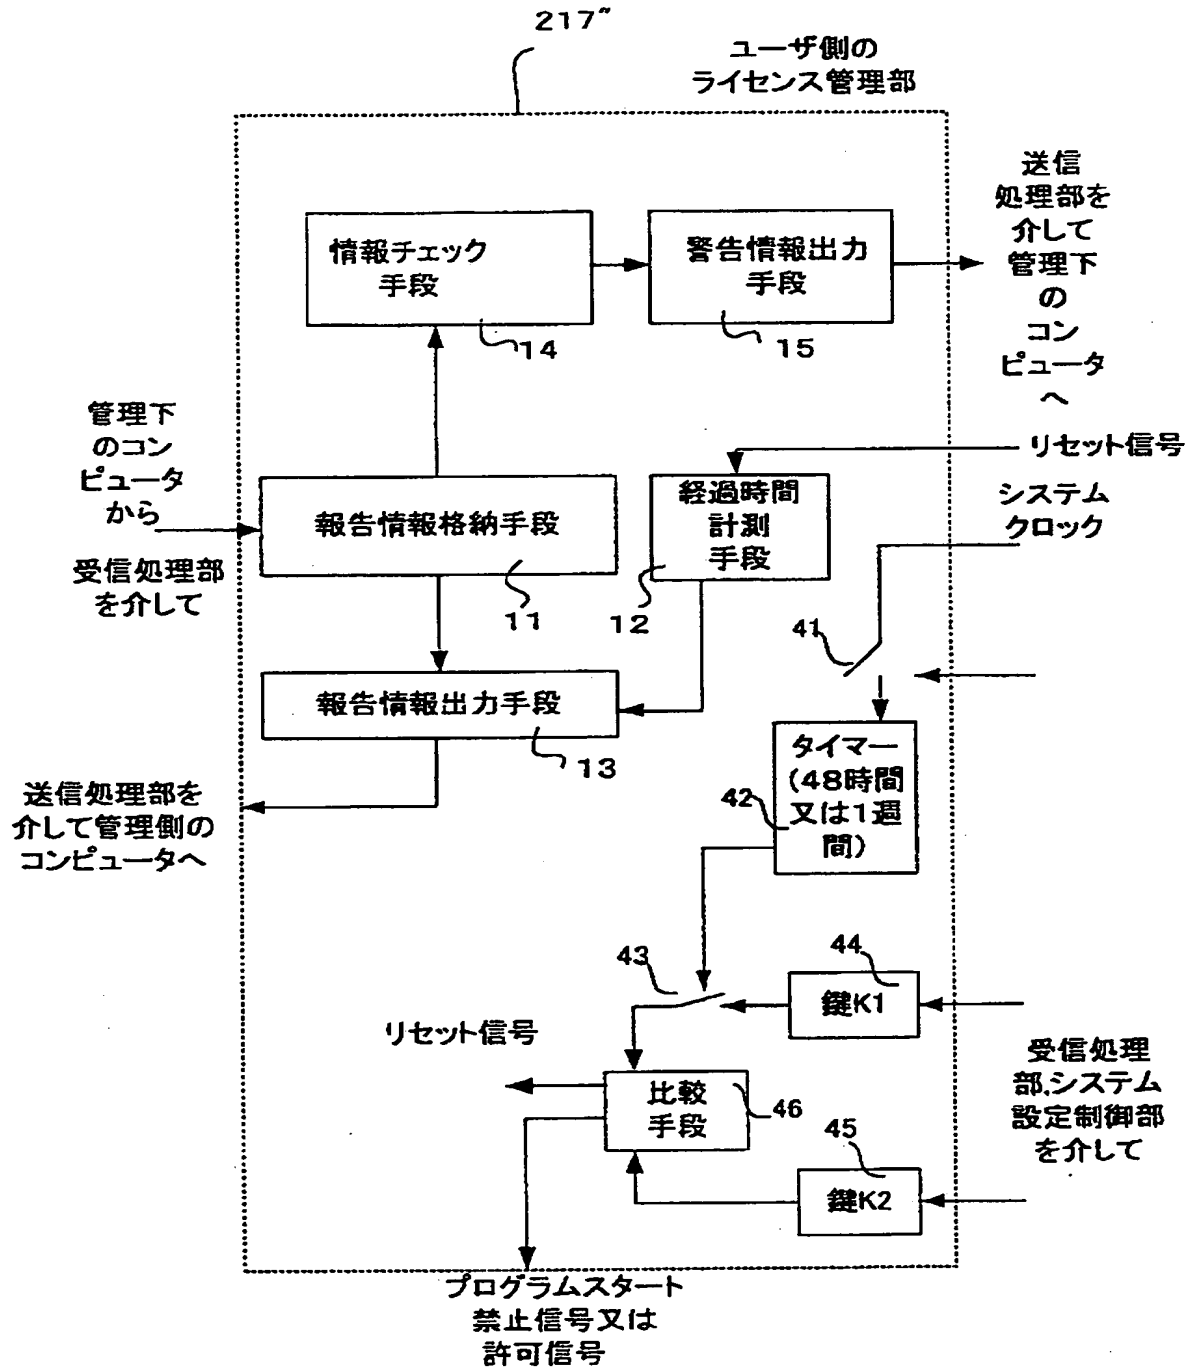 217″
ユーザ側の
ライセンス管理部
送信
処理部を
介して
管理下
の
コン
ピュータ
へ
情報チェック
手段
14
警告情報出力
手段
15
管理下
のコン
ピュータ
から
受信処理部
を介して
報告情報格納手段
11
リセット信号
経過時間
計測
手段
12
システム
クロック
41
報告情報出力手段
13
送信処理部を
介して管理側の
コンピュータへ
タイマー
(48時間
又は1週
間)
42
43
44
鍵K1
リセット信号
比較
手段
46
受信処理
部,システム
設定制御部
を介して
45
鍵K2
プログラムスタート
禁止信号又は
許可信号